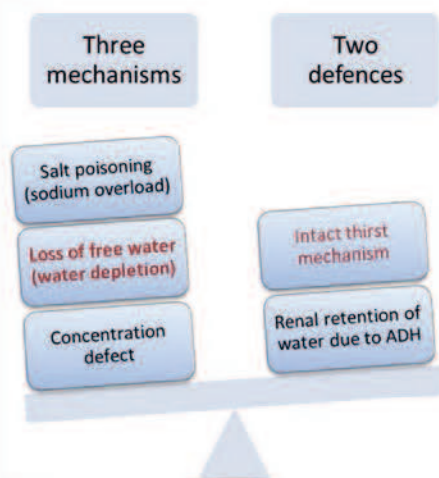 Three
mechanisms
Two
defences
Salt poisoning
(sodium overload)
Loss of free water
(water depletion)
Concentration
defect
Intact thirst
mechanism
Renal retention of
water due to ADH